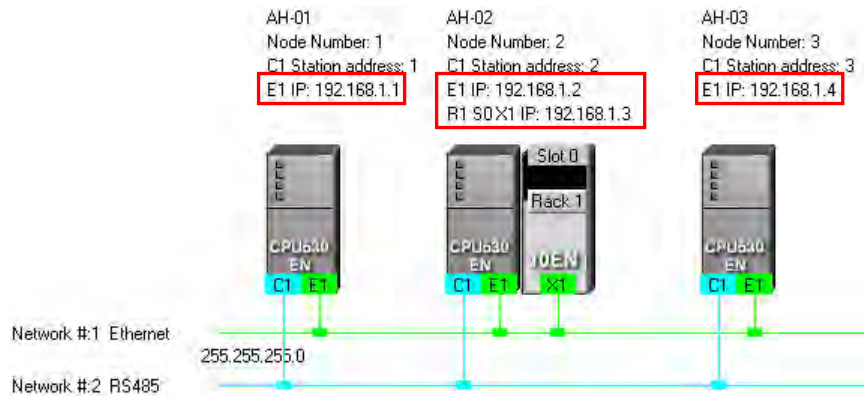 AH-01
Node Number: 1
C1 Station address: 1
E1 IP: 192.168.1.1
AH-02
Node Number: 2
C1 Station address: 2
E1 IP: 192.168.1.2
R1 S0 X1 IP: 192.168.1.3
AH-03
Node Number: 3
C1 Station address: 3
E1 IP: 192.168.1.4
CPU530
EN
C1 E1
CPU530
EN
C1 E1
Slot 0
Rack 1
10EN
X1
CPU530
EN
C1 E1
Network #:1 Ethernet
255.255.255.0
Network #:2 RS485